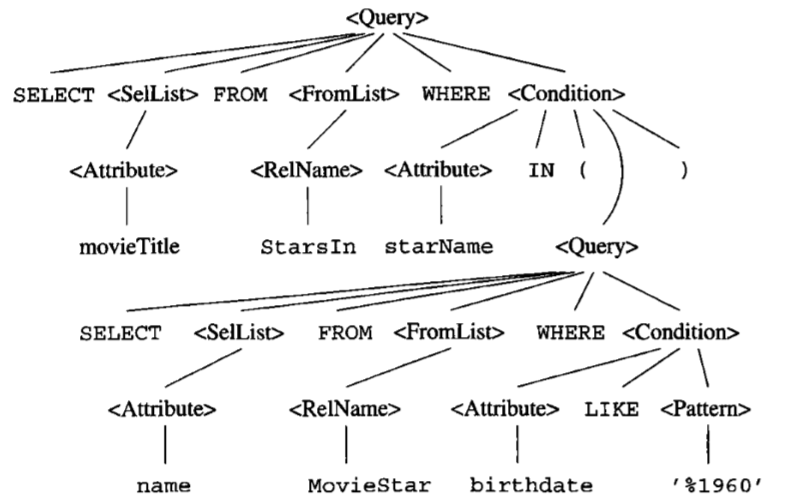 <Query>
SELECT <SelList> FROM <FromList> WHERE <Condition>
<Attribute> <RelName> <Attribute> IN ( )
movieTitle StarsIn starName <Query>
SELECT <SelList> FROM <FromList> WHERE <Condition>
<Attribute> <RelName> <Attribute> LIKE <Pattern>
name MovieStar birthdate '%1960'